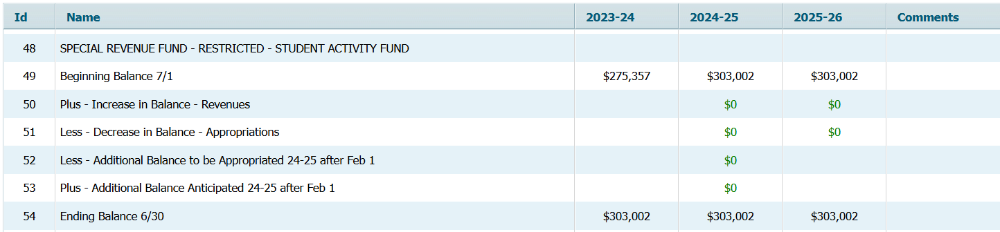 Id Name 2023-24 2024-25 2025-26 Comments
48 SPECIAL REVENUE FUND - RESTRICTED - STUDENT ACTIVITY FUND
49 Beginning Balance 7/1 $275,357 $303,002 $303,002
50 Plus - Increase in Balance - Revenues $0 $0
51 Less - Decrease in Balance - Appropriations $0 $0
52 Less - Additional Balance to be Appropriated 24-25 after Feb 1 $0
53 Plus - Additional Balance Anticipated 24-25 after Feb 1 $0
54 Ending Balance 6/30 $303,002 $303,002 $303,002